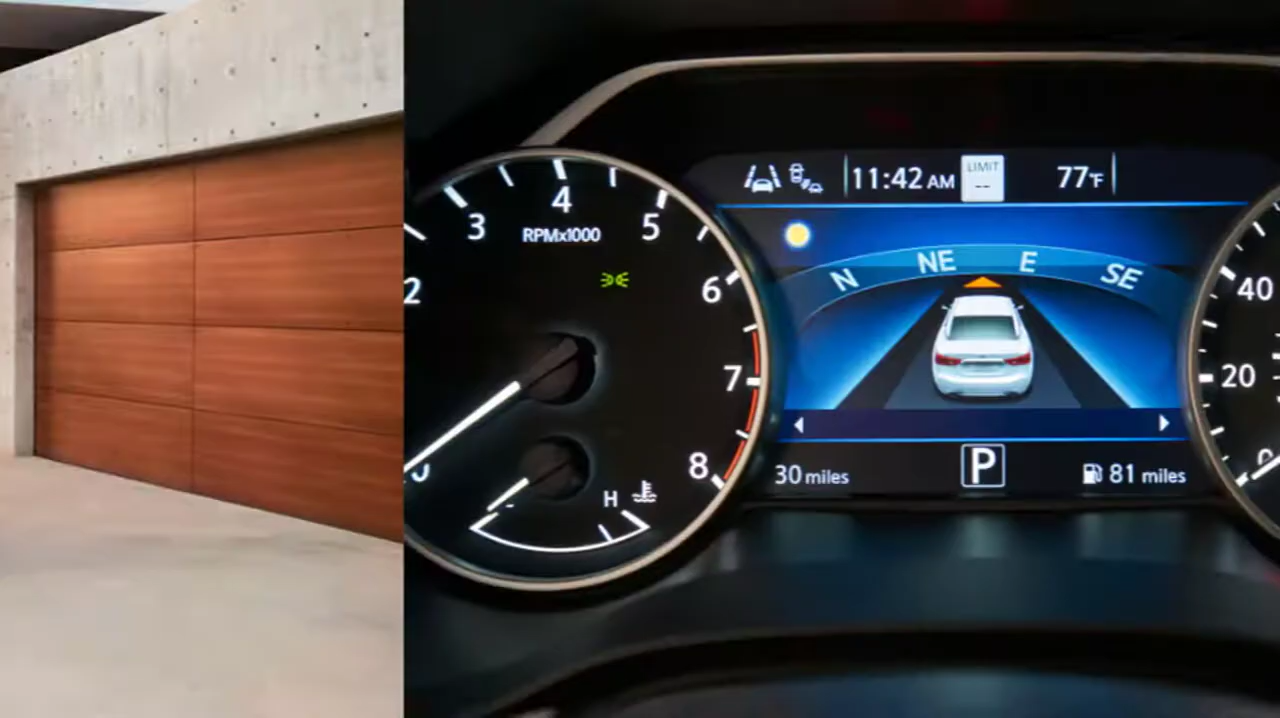 2 3 4 5 6 7 8
RPMx1000
H
11:42 AM
LIMIT
--
77°F
N NE E SE
30 miles
P
81 miles
40
20
0